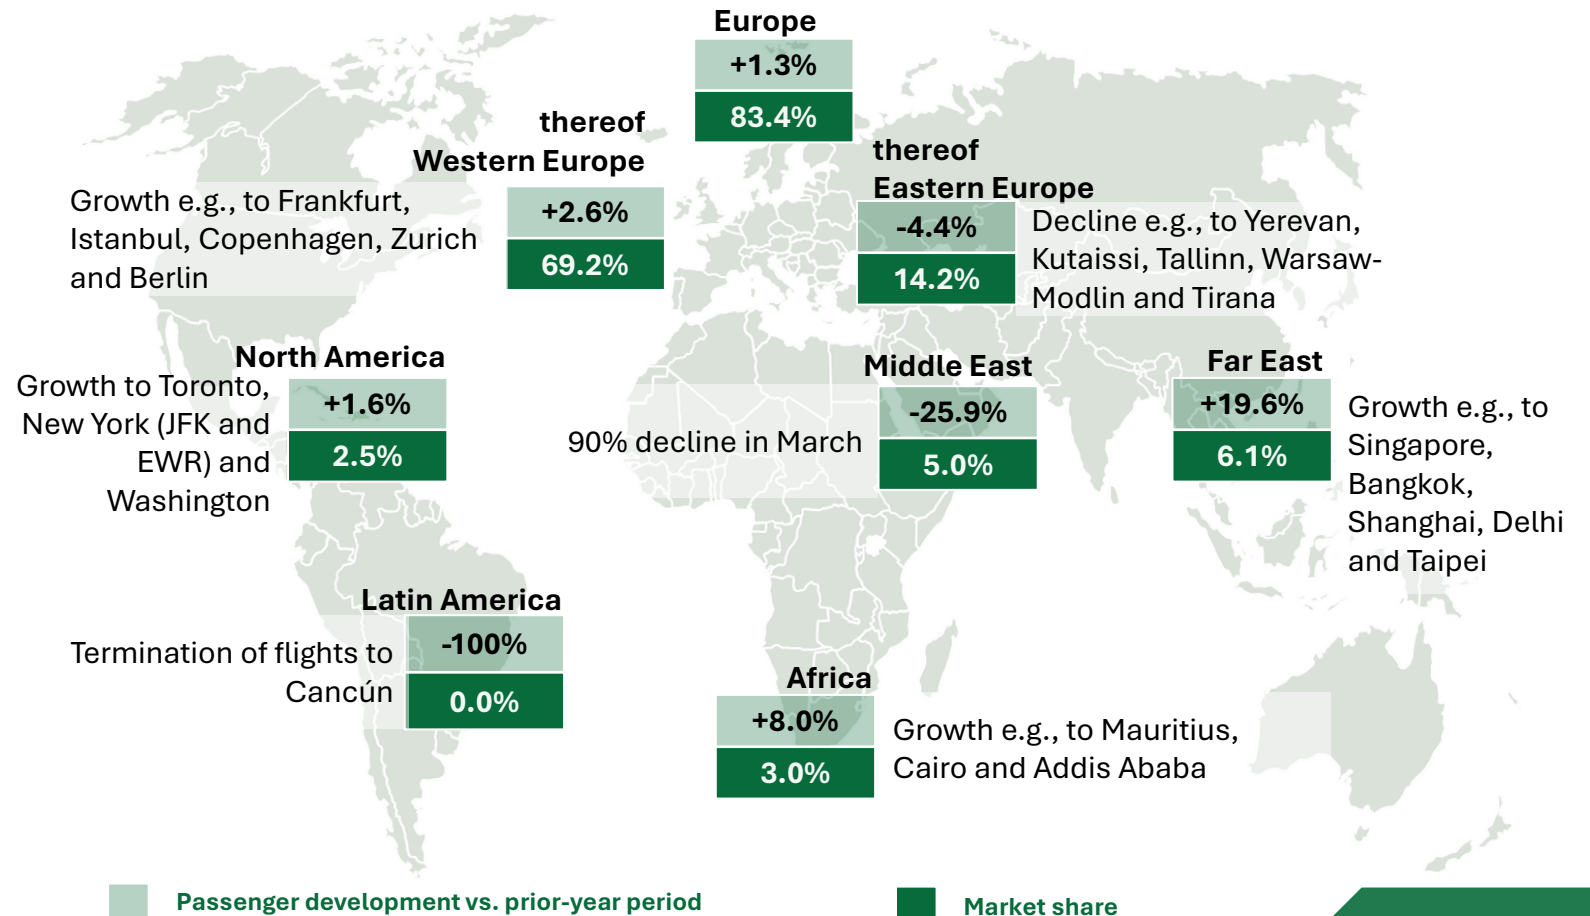 Europe
+1.3%
83.4%
thereof
Western Europe
+2.6%
69.2%
Growth e.g., to Frankfurt,
Istanbul, Copenhagen, Zurich
and Berlin
thereof
Eastern Europe
-4.4%
14.2%
Decline e.g., to Yerevan,
Kutaissi, Tallinn, Warsaw-
Modlin and Tirana
North America
+1.6%
2.5%
Growth to Toronto,
New York (JFK and
EWR) and
Washington
Middle East
-25.9%
5.0%
90% decline in March
Far East
+19.6%
6.1%
Growth e.g., to
Singapore,
Bangkok,
Shanghai, Delhi
and Taipei
Latin America
-100%
0.0%
Termination of flights to
Cancún
Africa
+8.0%
3.0%
Growth e.g., to Mauritius,
Cairo and Addis Ababa
Passenger development vs. prior-year period
Market share